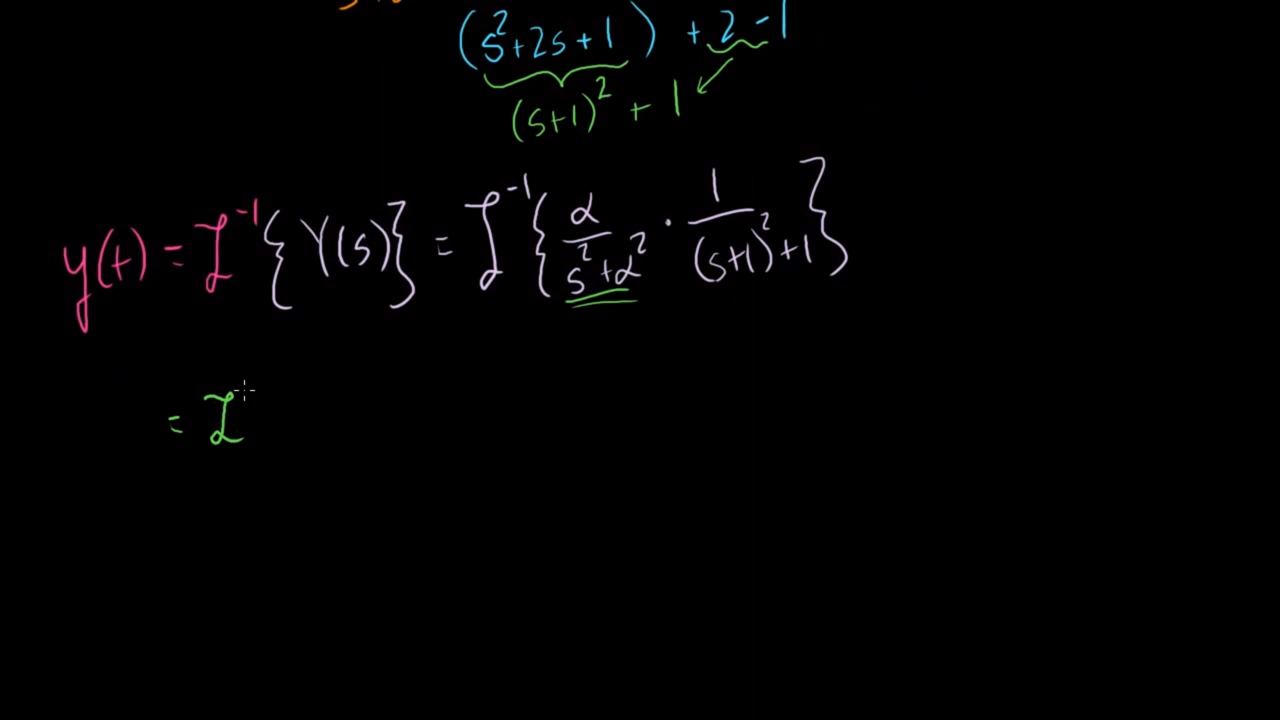 (s²+2s+1) + 2 - 1
(s+1)² + 1
y(t) = ℒ⁻¹{Y(s)} = ℒ⁻¹{α/(s²+α²) · 1/((s+1)²+1)}
= ℒ